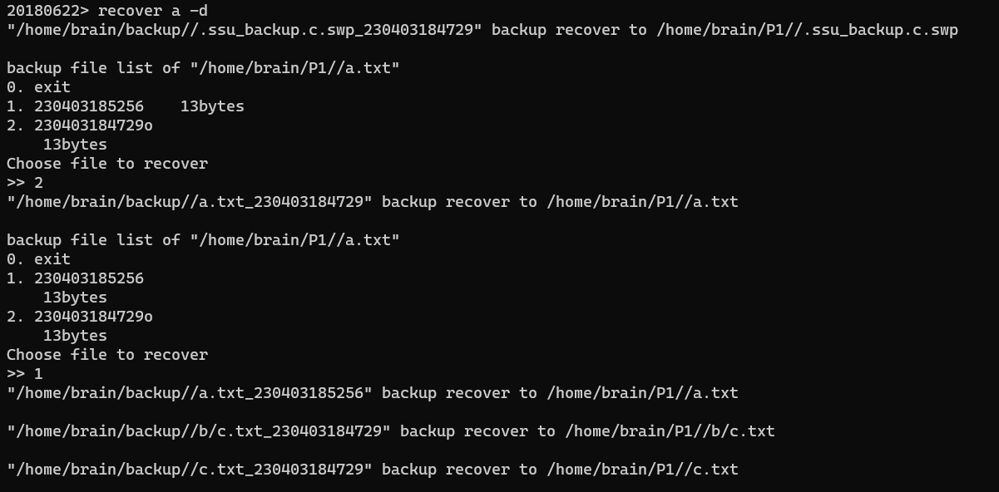 20180622> recover a -d
"/home/brain/backup//.ssu_backup.c.swp_230403184729" backup recover to /home/brain/P1//.ssu_backup.c.swp

backup file list of "/home/brain/P1//a.txt"
0. exit
1. 230403185256    13bytes
2. 230403184729o
    13bytes
Choose file to recover
>> 2
"/home/brain/backup//a.txt_230403184729" backup recover to /home/brain/P1//a.txt

backup file list of "/home/brain/P1//a.txt"
0. exit
1. 230403185256
    13bytes
2. 230403184729o
    13bytes
Choose file to recover
>> 1
"/home/brain/backup//a.txt_230403185256" backup recover to /home/brain/P1//a.txt

"/home/brain/backup//b/c.txt_230403184729" backup recover to /home/brain/P1//b/c.txt

"/home/brain/backup//c.txt_230403184729" backup recover to /home/brain/P1//c.txt